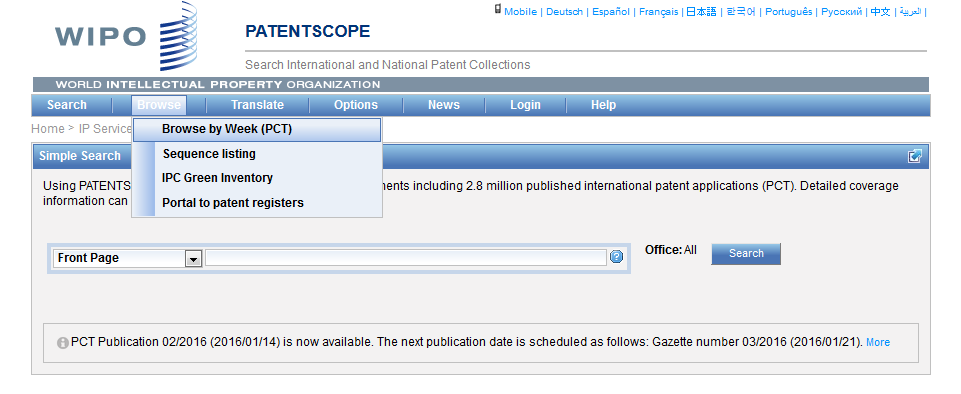 Mobile | Deutsch | Español | Français | 日本語 | 한국어 | Português | Русский | 中文 | العربية |
WIPO
PATENTSCOPE
Search International and National Patent Collections
WORLD INTELLECTUAL PROPERTY ORGANIZATION
Search Browse Translate Options News Login Help
Home > IP Service
Browse by Week (PCT)
Sequence listing
IPC Green Inventory
Portal to patent registers
Simple Search
Using PATENTS ents including 2.8 million published international patent applications (PCT). Detailed coverage
information can
Front Page
Office: All Search
PCT Publication 02/2016 (2016/01/14) is now available. The next publication date is scheduled as follows: Gazette number 03/2016 (2016/01/21). More